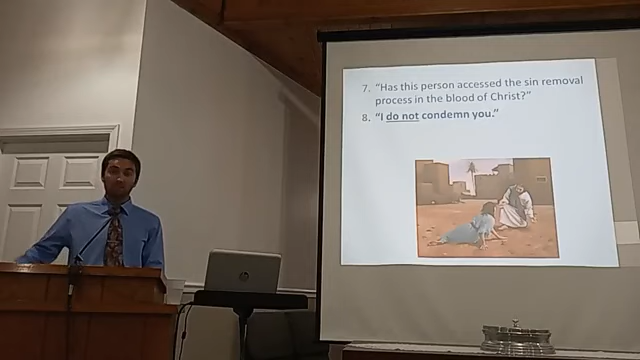 7. "Has this person accessed the sin removal
process in the blood of Christ?"
8. "I do not condemn you."